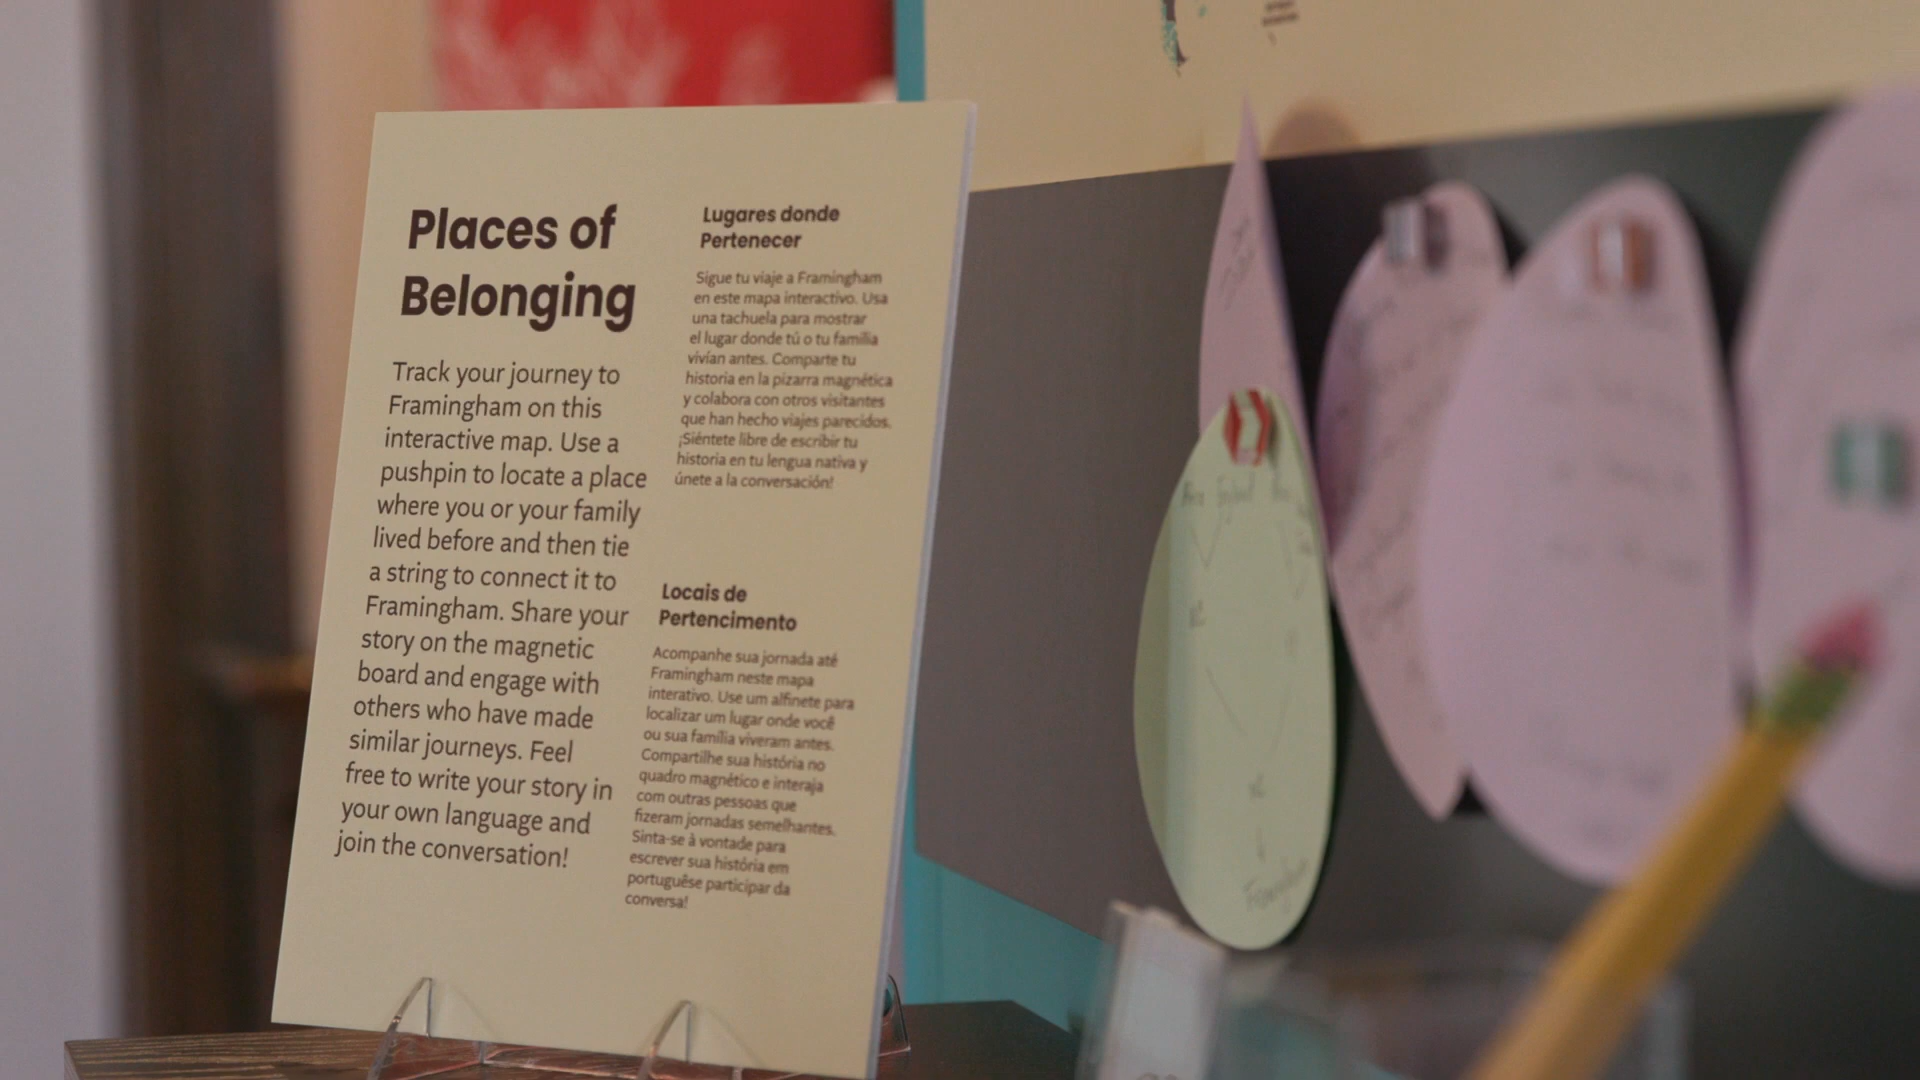 Places of
Belonging
Track your journey to
Framingham on this
interactive map. Use a
pushpin to locate a place
where you or your family
lived before and then tie
a string to connect it to
Framingham. Share your
story on the magnetic
board and engage with
others who have made
similar journeys. Feel
free to write your story in
your own language and
join the conversation!
Lugares donde
Pertenecer
Sigue tu viaje a Framingham
en este mapa interactivo. Usa
una tachuela para mostrar
el lugar donde tú o tu familia
vivían antes. Comparte tu
historia en la pizarra magnética
y colabora con otros visitantes
que han hecho viajes parecidos.
¡Siéntete libre de escribir tu
historia en tu lengua nativa y
únete a la conversación!
Locais de
Pertencimento
Acompanhe sua jornada até
Framingham neste mapa
interativo. Use um alfinete para
localizar um lugar onde você
ou sua família viveram antes.
Compartilhe sua história no
quadro magnético e interaja
com outras pessoas que
fizeram jornadas semelhantes.
Sinta-se à vontade para
escrever sua história em
portuguêse participar da
conversa!